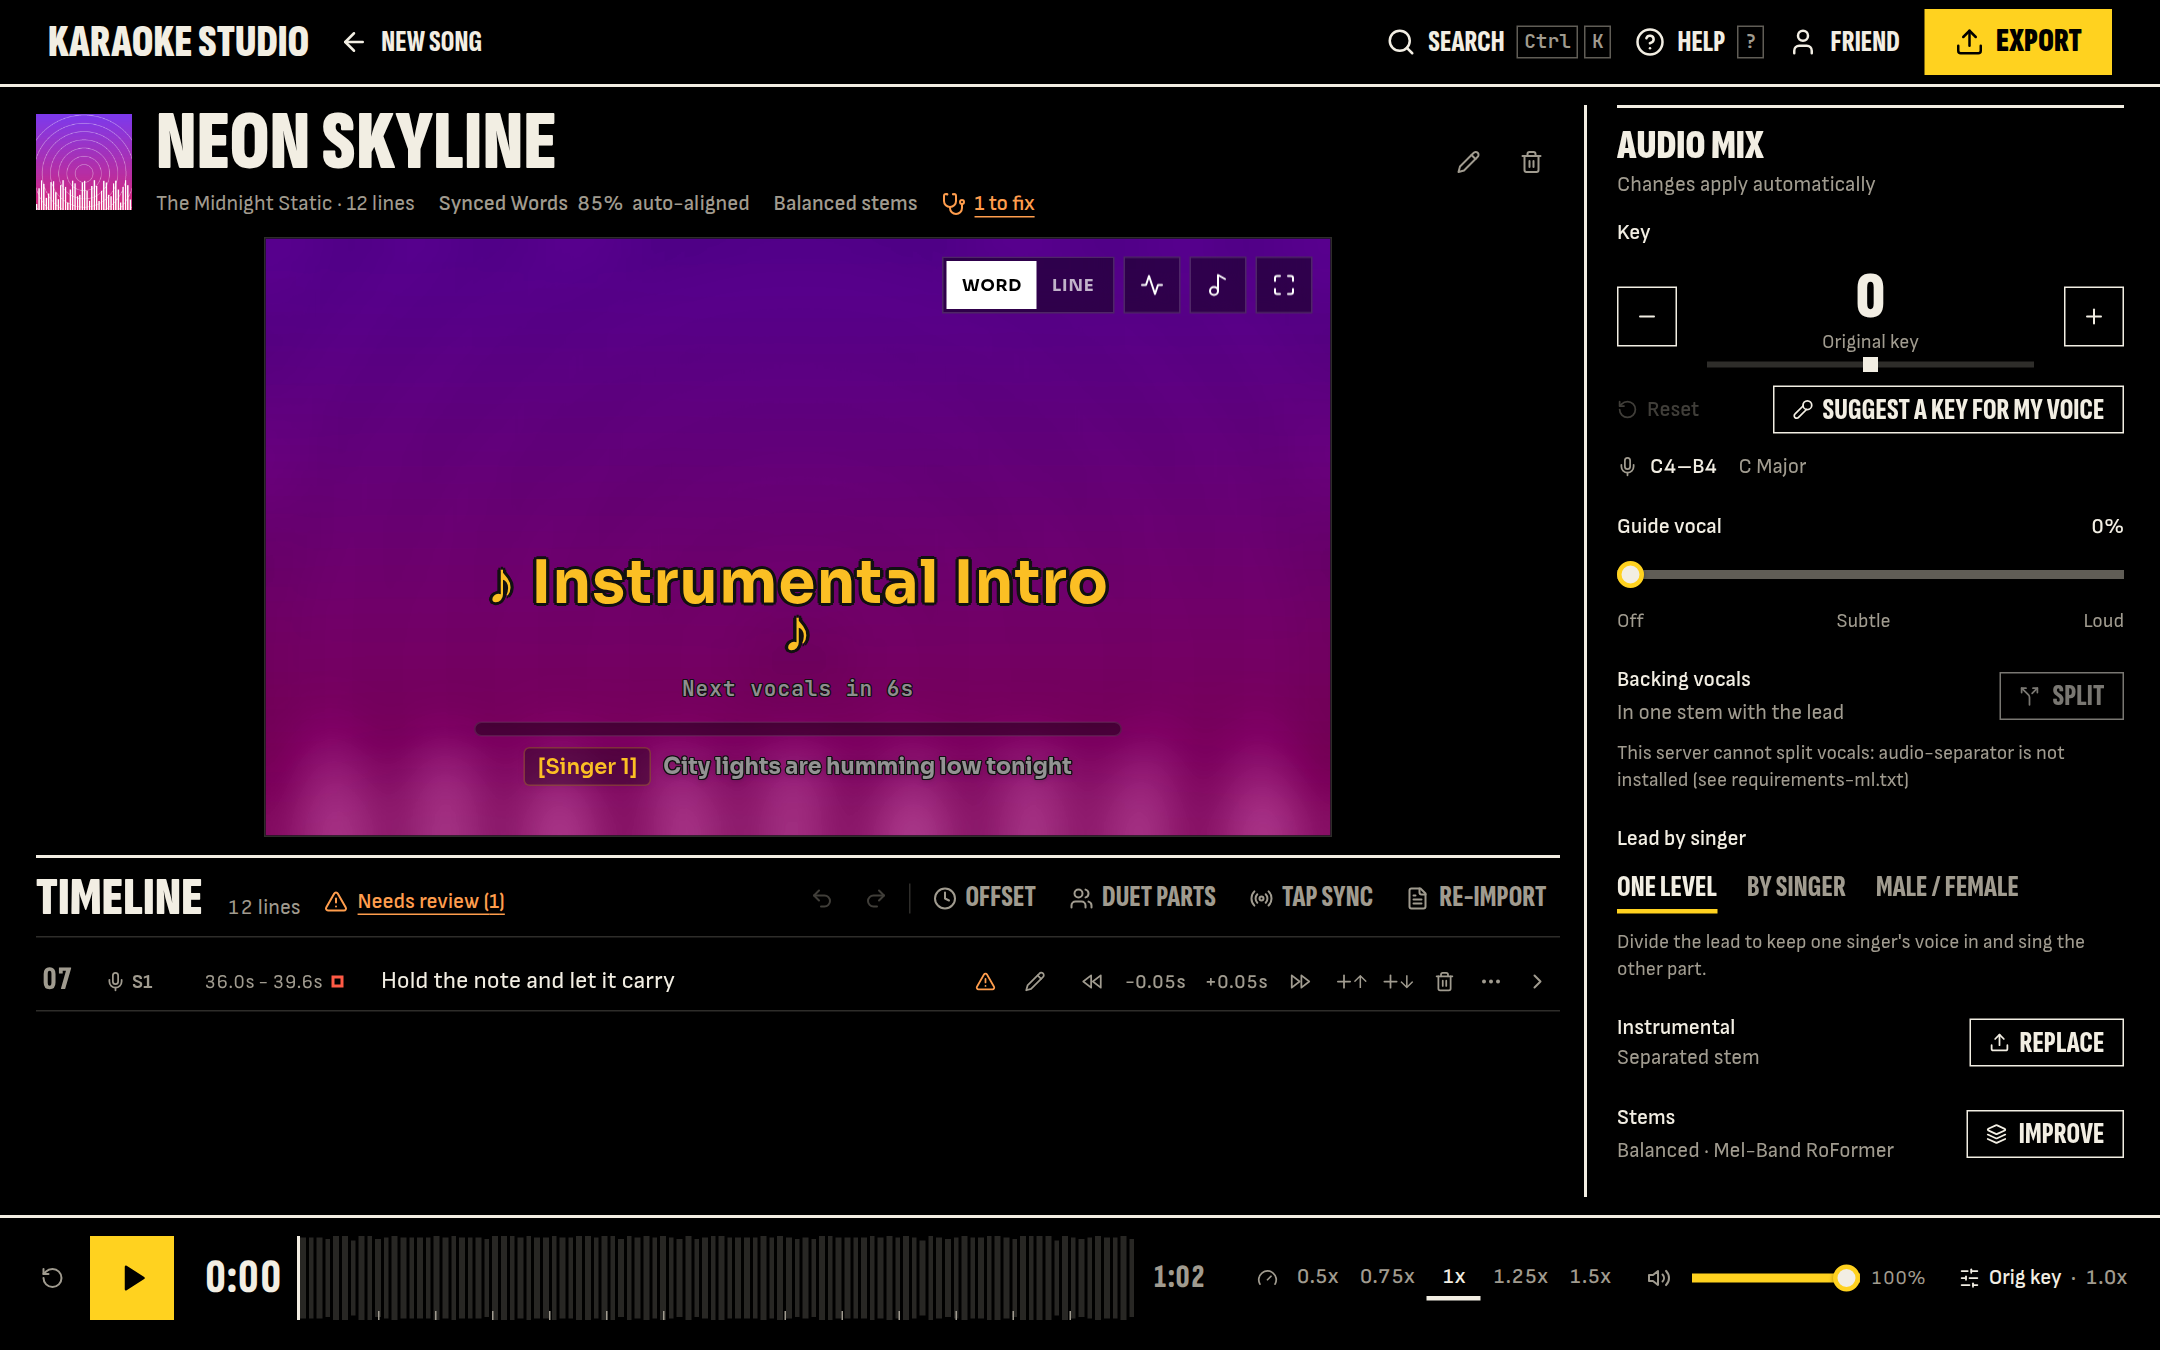 KARAOKE STUDIO ← NEW SONG SEARCH Ctrl K HELP ? FRIEND EXPORT
NEON SKYLINE
The Midnight Static · 12 lines Synced Words 85% auto-aligned Balanced stems 1 to fix
WORD LINE
♪ Instrumental Intro
♪
Next vocals in 6s
[Singer 1] City lights are humming low tonight
TIMELINE 12 lines Needs review (1) OFFSET DUET PARTS TAP SYNC RE-IMPORT
07 S1 36.0s - 39.6s Hold the note and let it carry -0.05s +0.05s +↑ +↓
AUDIO MIX
Changes apply automatically
Key
− 0 +
Original key
Reset SUGGEST A KEY FOR MY VOICE
C4–B4 C Major
Guide vocal 0%
Off Subtle Loud
Backing vocals
In one stem with the lead
SPLIT
This server cannot split vocals: audio-separator is not
installed (see requirements-ml.txt)
Lead by singer
ONE LEVEL BY SINGER MALE / FEMALE
Divide the lead to keep one singer's voice in and sing the
other part.
Instrumental
Separated stem
REPLACE
Stems
Balanced · Mel-Band RoFormer
IMPROVE
0:00 1:02 0.5x 0.75x 1x 1.25x 1.5x 100% Orig key · 1.0x